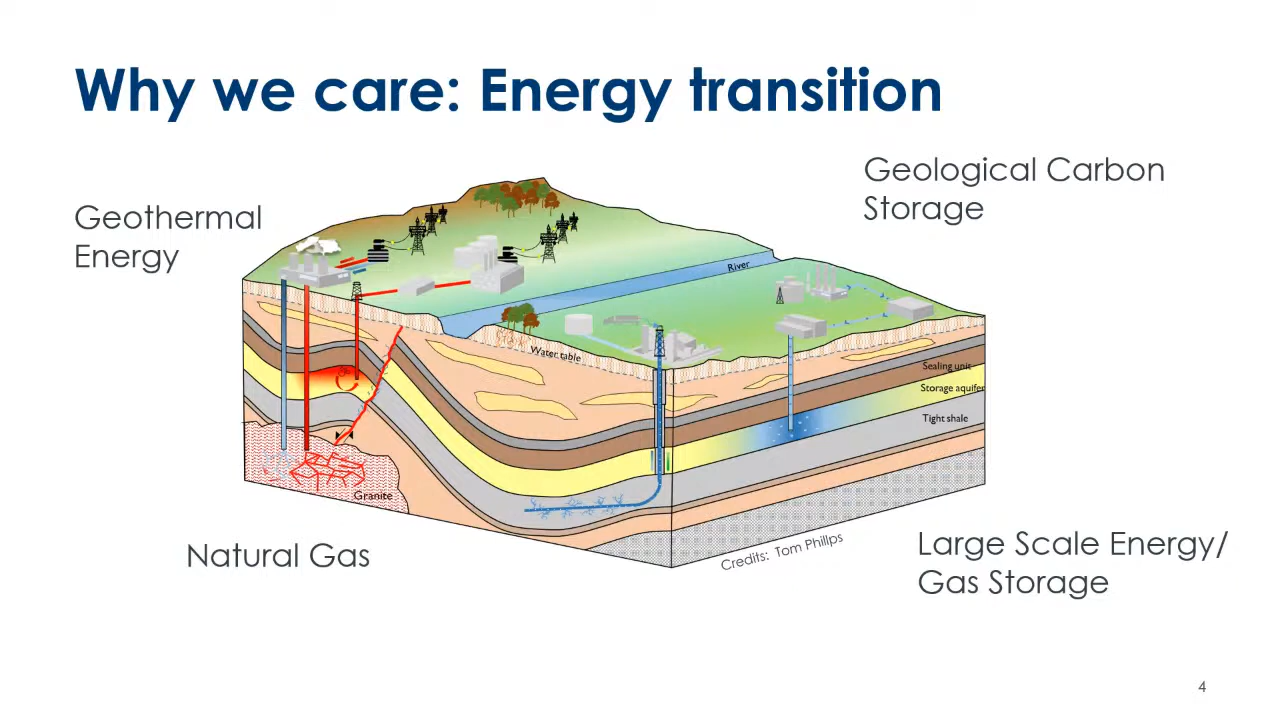 Why we care: Energy transition
Geological Carbon
Storage
Geothermal
Energy
River
Water table
Sealing unit
Storage aquifer
Tight shale
Granite
Natural Gas
Credits: Tom Phillps
Large Scale Energy/
Gas Storage
4